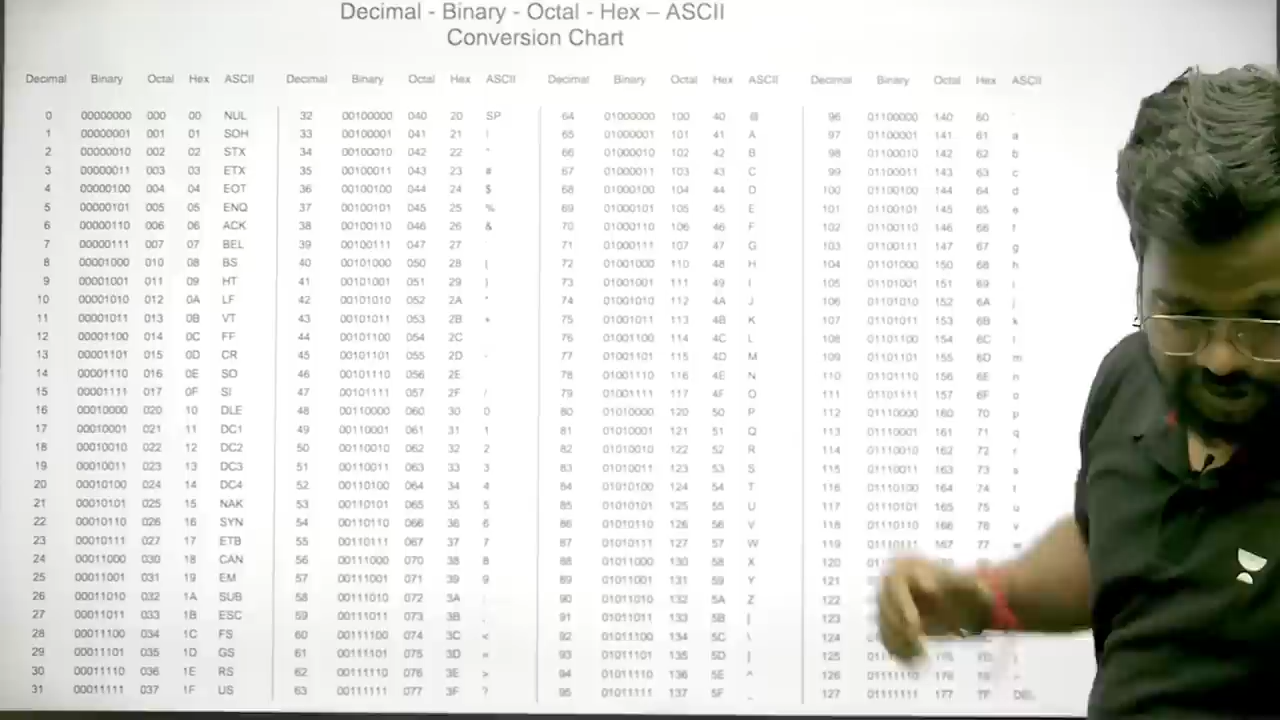 Decimal - Binary - Octal - Hex – ASCII
Conversion Chart
Decimal Binary Octal Hex ASCII Decimal Binary Octal Hex ASCII Decimal Binary Octal Hex ASCII Decimal Binary Octal Hex ASCII
0 00000000 000 00 NUL 32 00100000 040 20 SP 64 01000000 100 40 @ 96 01100000 140 60 `
1 00000001 001 01 SOH 33 00100001 041 21 ! 65 01000001 101 41 A 97 01100001 141 61 a
2 00000010 002 02 STX 34 00100010 042 22 " 66 01000010 102 42 B 98 01100010 142 62 b
3 00000011 003 03 ETX 35 00100011 043 23 # 67 01000011 103 43 C 99 01100011 143 63 c
4 00000100 004 04 EOT 36 00100100 044 24 $ 68 01000100 104 44 D 100 01100100 144 64 d
5 00000101 005 05 ENQ 37 00100101 045 25 % 69 01000101 105 45 E 101 01100101 145 65 e
6 00000110 006 06 ACK 38 00100110 046 26 & 70 01000110 106 46 F 102 01100110 146 66 f
7 00000111 007 07 BEL 39 00100111 047 27 71 01000111 107 47 G 103 01100111 147 67 g
8 00001000 010 08 BS 40 00101000 050 28 ( 72 01001000 110 48 H 104 01101000 150 68 h
9 00001001 011 09 HT 41 00101001 051 29 ) 73 01001001 111 49 I 105 01101001 151 69 i
10 00001010 012 0A LF 42 00101010 052 2A * 74 01001010 112 4A J 106 01101010 152 6A j
11 00001011 013 0B VT 43 00101011 053 2B + 75 01001011 113 4B K 107 01101011 153 6B k
12 00001100 014 0C FF 44 00101100 054 2C 76 01001100 114 4C L 108 01101100 154 6C l
13 00001101 015 0D CR 45 00101101 055 2D - 77 01001101 115 4D M 109 01101101 155 6D m
14 00001110 016 0E SO 46 00101110 056 2E 78 01001110 116 4E N 110 01101110 156 6E n
15 00001111 017 0F SI 47 00101111 057 2F / 79 01001111 117 4F O 111 01101111 157 6F o
16 00010000 020 10 DLE 48 00110000 060 30 0 80 01010000 120 50 P 112 01110000 160 70 p
17 00010001 021 11 DC1 49 00110001 061 31 1 81 01010001 121 51 Q 113 01110001 161 71 q
18 00010010 022 12 DC2 50 00110010 062 32 2 82 01010010 122 52 R 114 01110010 162 72 r
19 00010011 023 13 DC3 51 00110011 063 33 3 83 01010011 123 53 S 115 01110011 163 73 s
20 00010100 024 14 DC4 52 00110100 064 34 4 84 01010100 124 54 T 116 01110100 164 74 t
21 00010101 025 15 NAK 53 00110101 065 35 5 85 01010101 125 55 U 117 01110101 165 75 u
22 00010110 026 16 SYN 54 00110110 066 36 6 86 01010110 126 56 V 118 01110110 166 76 v
23 00010111 027 17 ETB 55 00110111 067 37 7 87 01010111 127 57 W 119 01110111 167 77 w
24 00011000 030 18 CAN 56 00111000 070 38 8 88 01011000 130 58 X 120
25 00011001 031 19 EM 57 00111001 071 39 9 89 01011001 131 59 Y 121
26 00011010 032 1A SUB 58 00111010 072 3A : 90 01011010 132 5A Z 122
27 00011011 033 1B ESC 59 00111011 073 3B ; 91 01011011 133 5B [ 123
28 00011100 034 1C FS 60 00111100 074 3C < 92 01011100 134 5C \ 124
29 00011101 035 1D GS 61 00111101 075 3D = 93 01011101 135 5D ] 125
30 00011110 036 1E RS 62 00111110 076 3E > 94 01011110 136 5E ^ 126 01111110 176
31 00011111 037 1F US 63 00111111 077 3F ? 95 01011111 137 5F _ 127 01111111 177 7F DEL